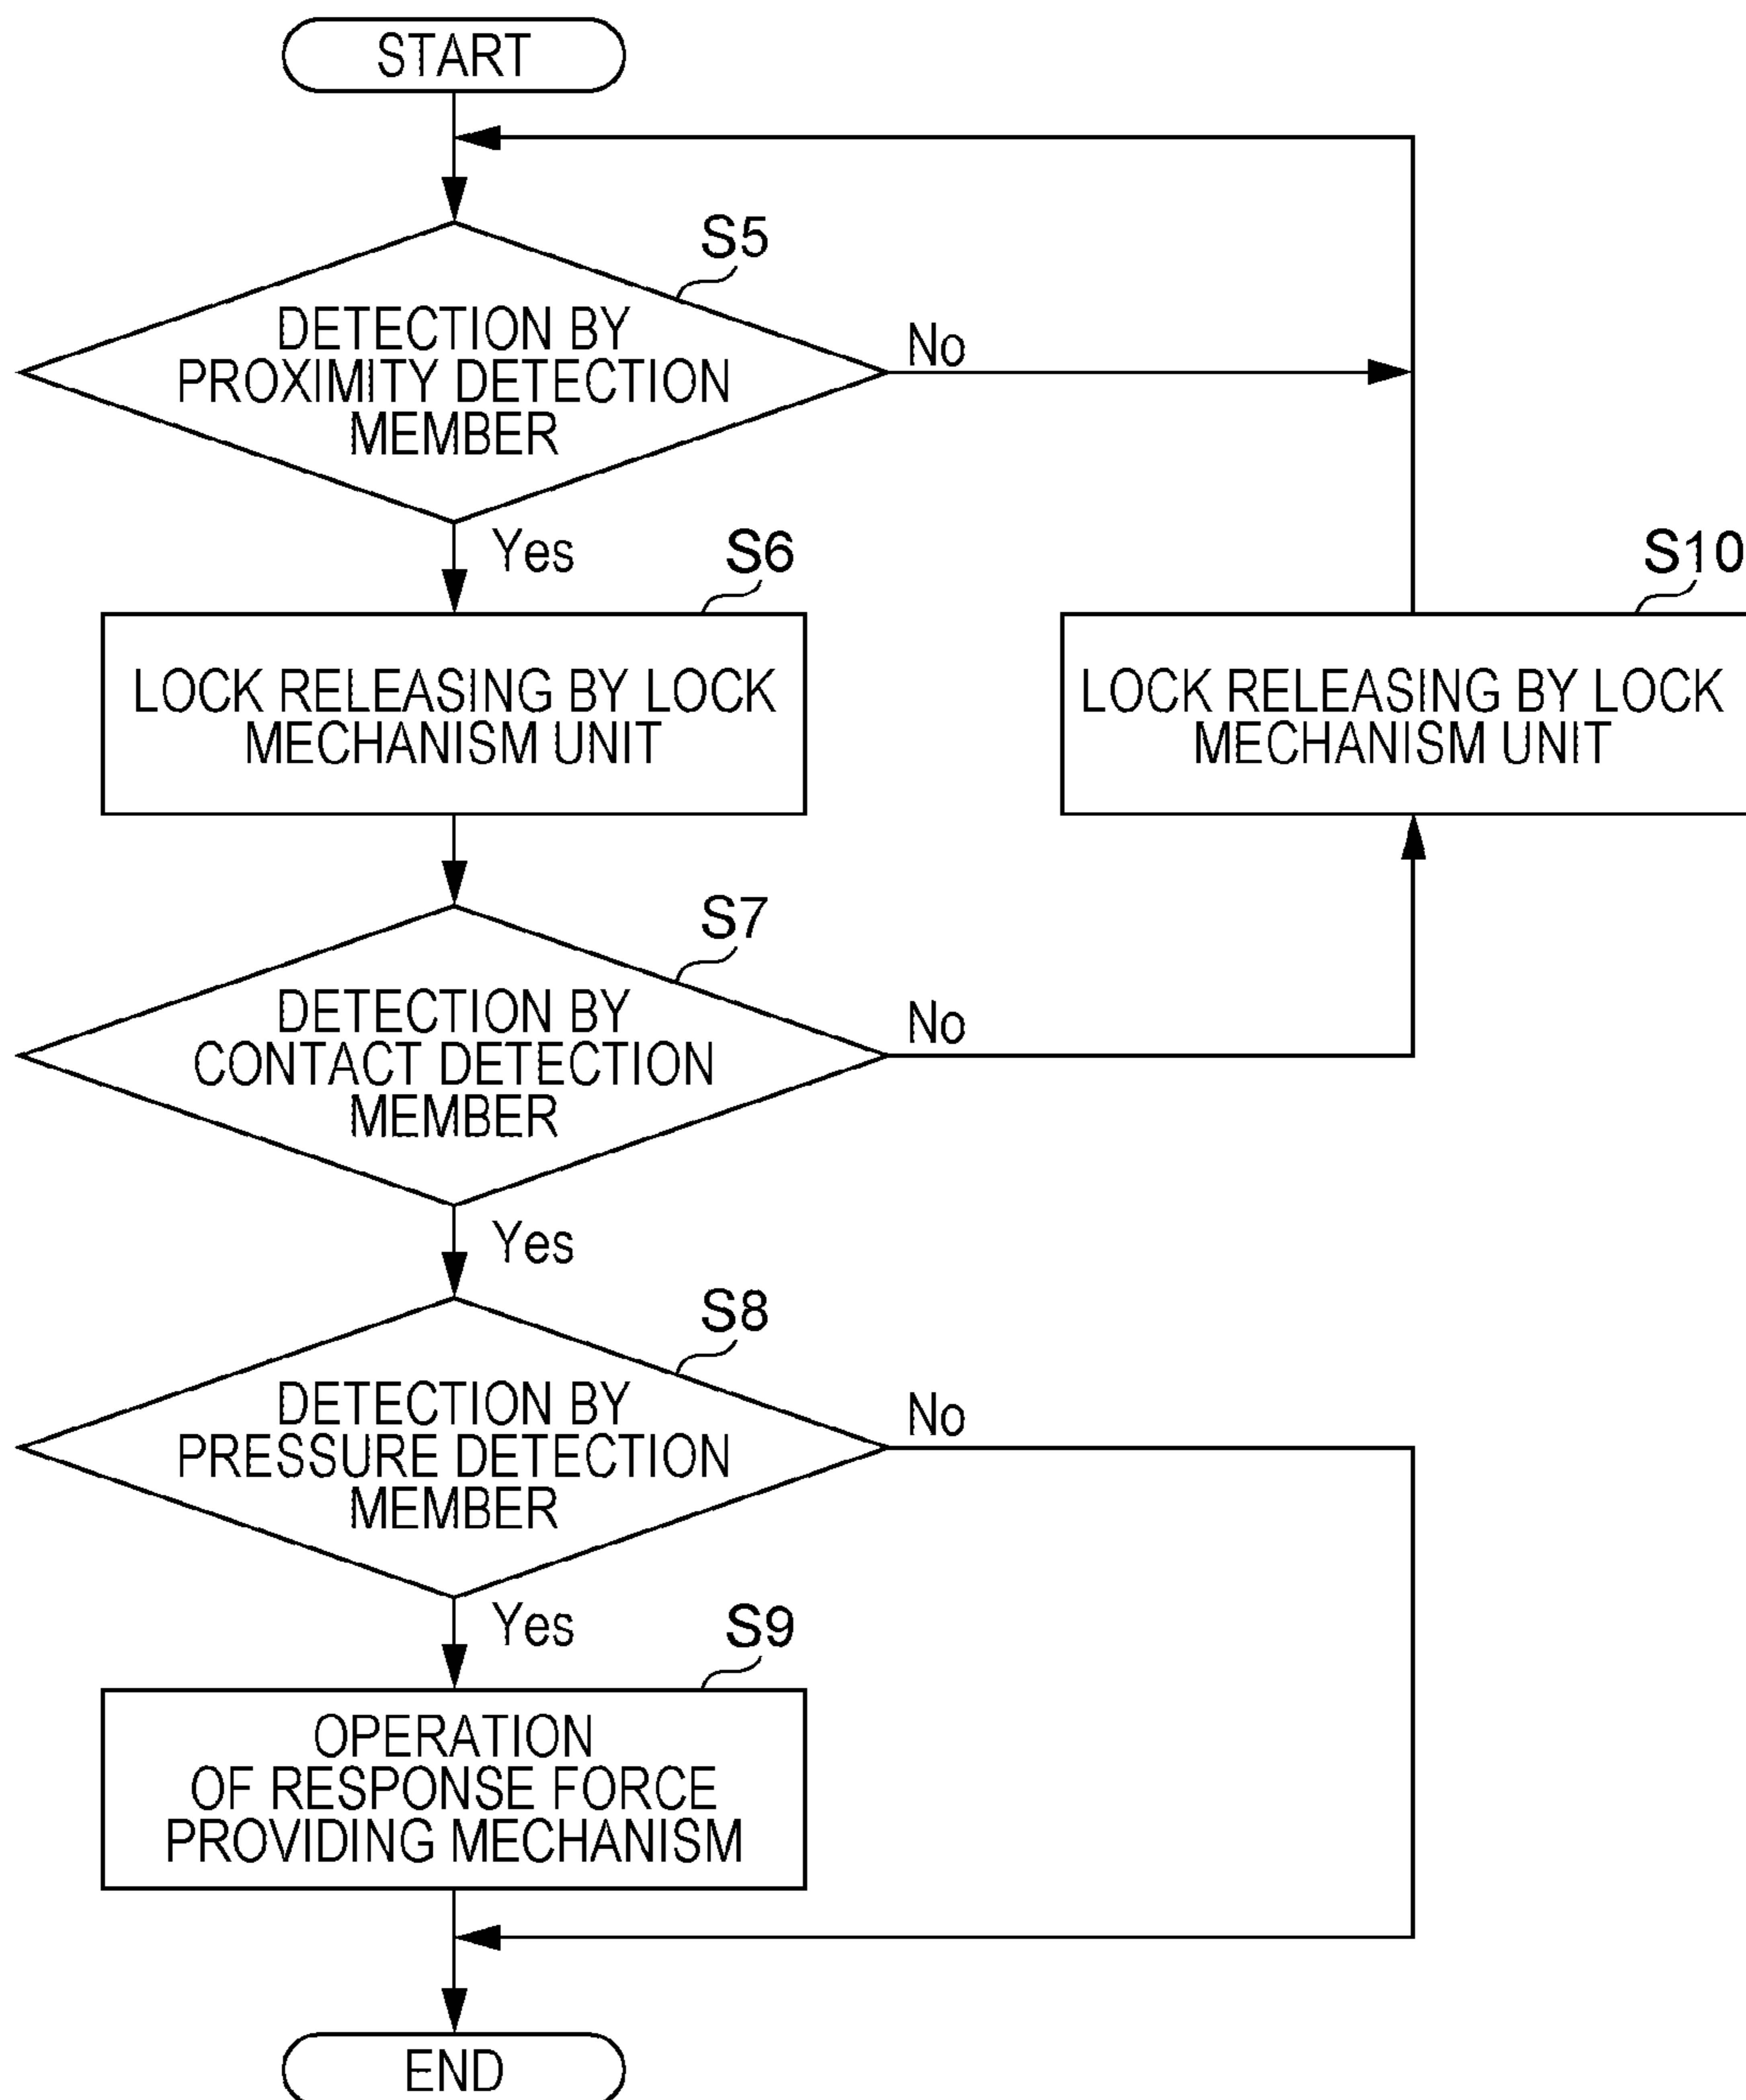 START
S5
DETECTION BY
PROXIMITY DETECTION
MEMBER
No
Yes
S6
LOCK RELEASING BY LOCK
MECHANISM UNIT
S10
LOCK RELEASING BY LOCK
MECHANISM UNIT
S7
DETECTION BY
CONTACT DETECTION
MEMBER
No
Yes
S8
DETECTION BY
PRESSURE DETECTION
MEMBER
No
Yes
S9
OPERATION
OF RESPONSE FORCE
PROVIDING MECHANISM
END